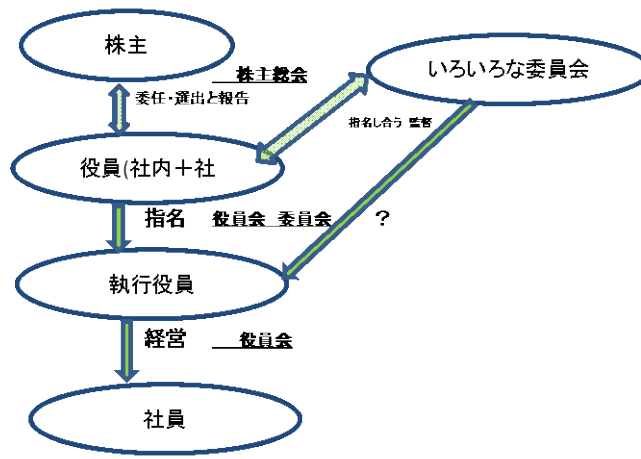 株主
株主総会
いろいろな委員会
委任・選出と報告
指名し合う 監督
役員(社内＋社
指名 役員会 委員会 ？
執行役員
経営 役員会
社員